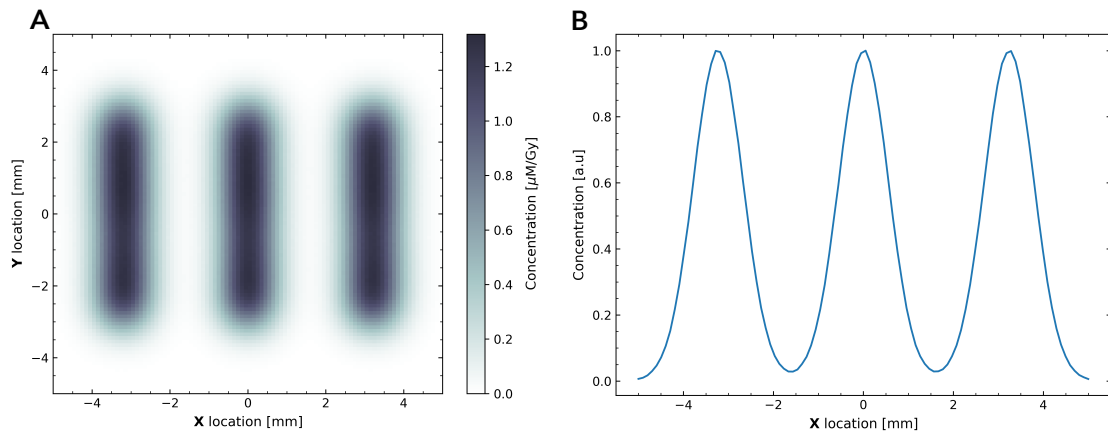 A
4
2
0
−2
−4
Y location [mm]
−4 −2 0 2 4
X location [mm]
1.2
1.0
0.8
0.6
0.4
0.2
0.0
Concentration [μM/Gy]
B
1.0
0.8
0.6
0.4
0.2
0.0
Concentration [a.u]
−4 −2 0 2 4
X location [mm]